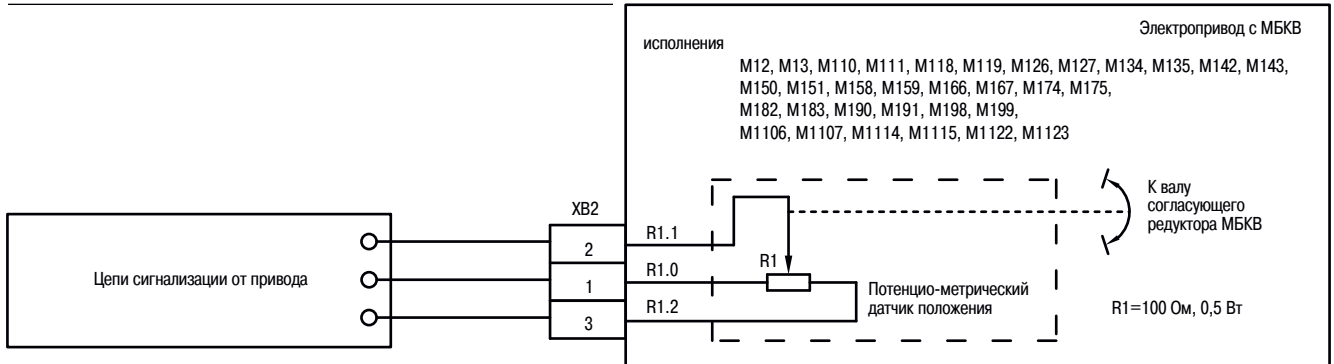 Электропривод с МБКВ
исполнения
М12, М13, М110, М111, М118, М119, М126, М127, М134, М135, М142, М143,
М150, М151, М158, М159, М166, М167, М174, М175,
М182, М183, М190, М191, М198, М199,
М1106, М1107, М1114, М1115, М1122, М1123
Цепи сигнализации от привода
ХВ2
2
1
3
R1.1
R1.0
R1.2
R1
Потенцио-метрический
датчик положения
К валу
согласующего
редуктора МБКВ
R1=100 Ом, 0,5 Вт